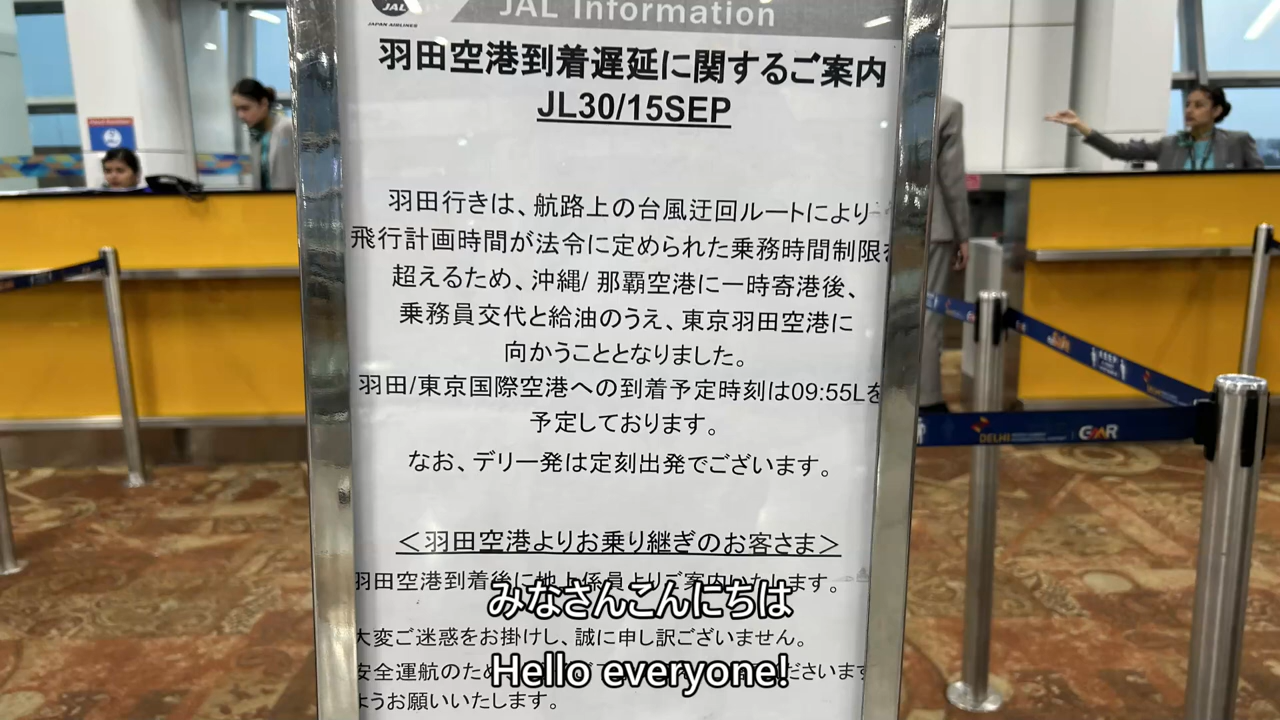 JAL
JAPAN AIRLINES
JAL Information
羽田空港到着遅延に関するご案内
JL30/15SEP
羽田行きは、航路上の台風迂回ルートにより
飛行計画時間が法令に定められた乗務時間制限を
超えるため、沖縄/ 那覇空港に一時寄港後、
乗務員交代と給油のうえ、東京羽田空港に
向かうこととなりました。
羽田/東京国際空港への到着予定時刻は09:55Lを
予定しております。
なお、デリー発は定刻出発でございます。
＜羽田空港よりお乗り継ぎのお客さま＞
羽田空港到着後に地上係員よりご案内いたします。
みなさんこんにちは
大変ご迷惑をお掛けし、誠に申し訳ございません。
安全運航のため
ださいます
Hello everyone!
ようお願いいたします。
DELHI
GMR